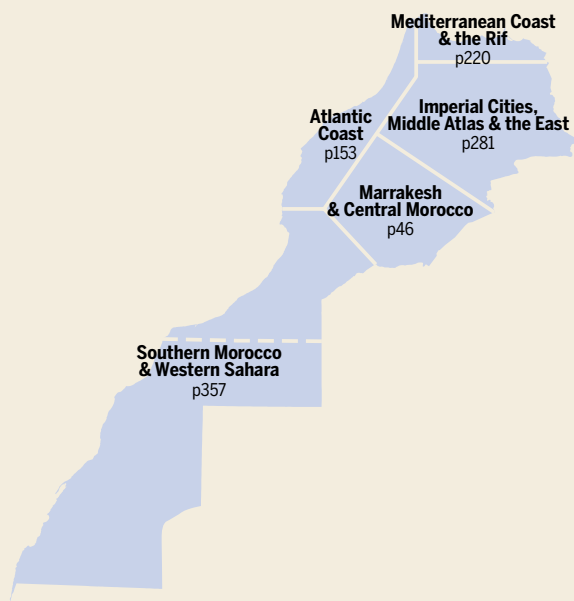 Mediterranean Coast
& the Rif
p220
Imperial Cities,
Middle Atlas & the East
p281
Atlantic
Coast
p153
Marrakesh
& Central Morocco
p46
Southern Morocco
& Western Sahara
p357